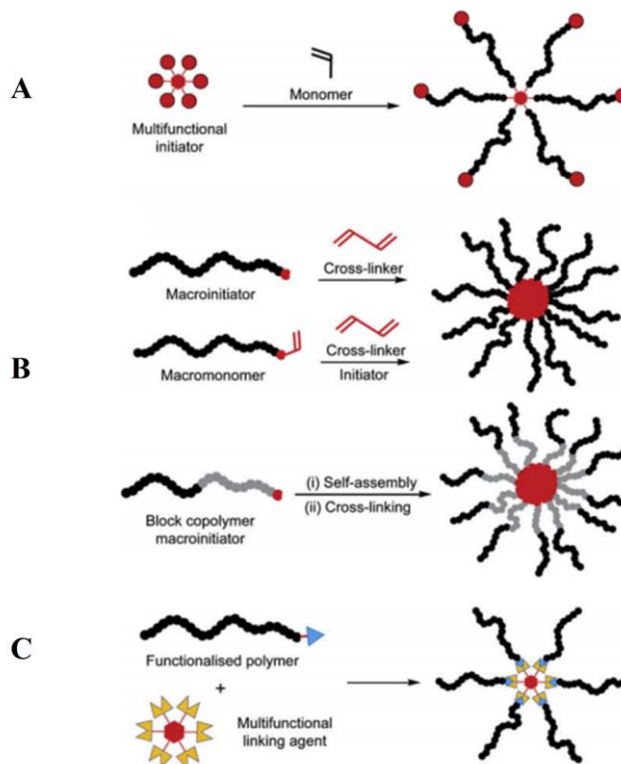 A
Multifunctional
initiator
Monomer
B
Macroinitiator
Cross-linker
Macromonomer
Cross-linker
Initiator
Block copolymer
macroinitiator
(i) Self-assembly
(ii) Cross-linking
C
Functionalised polymer
+
Multifunctional
linking agent